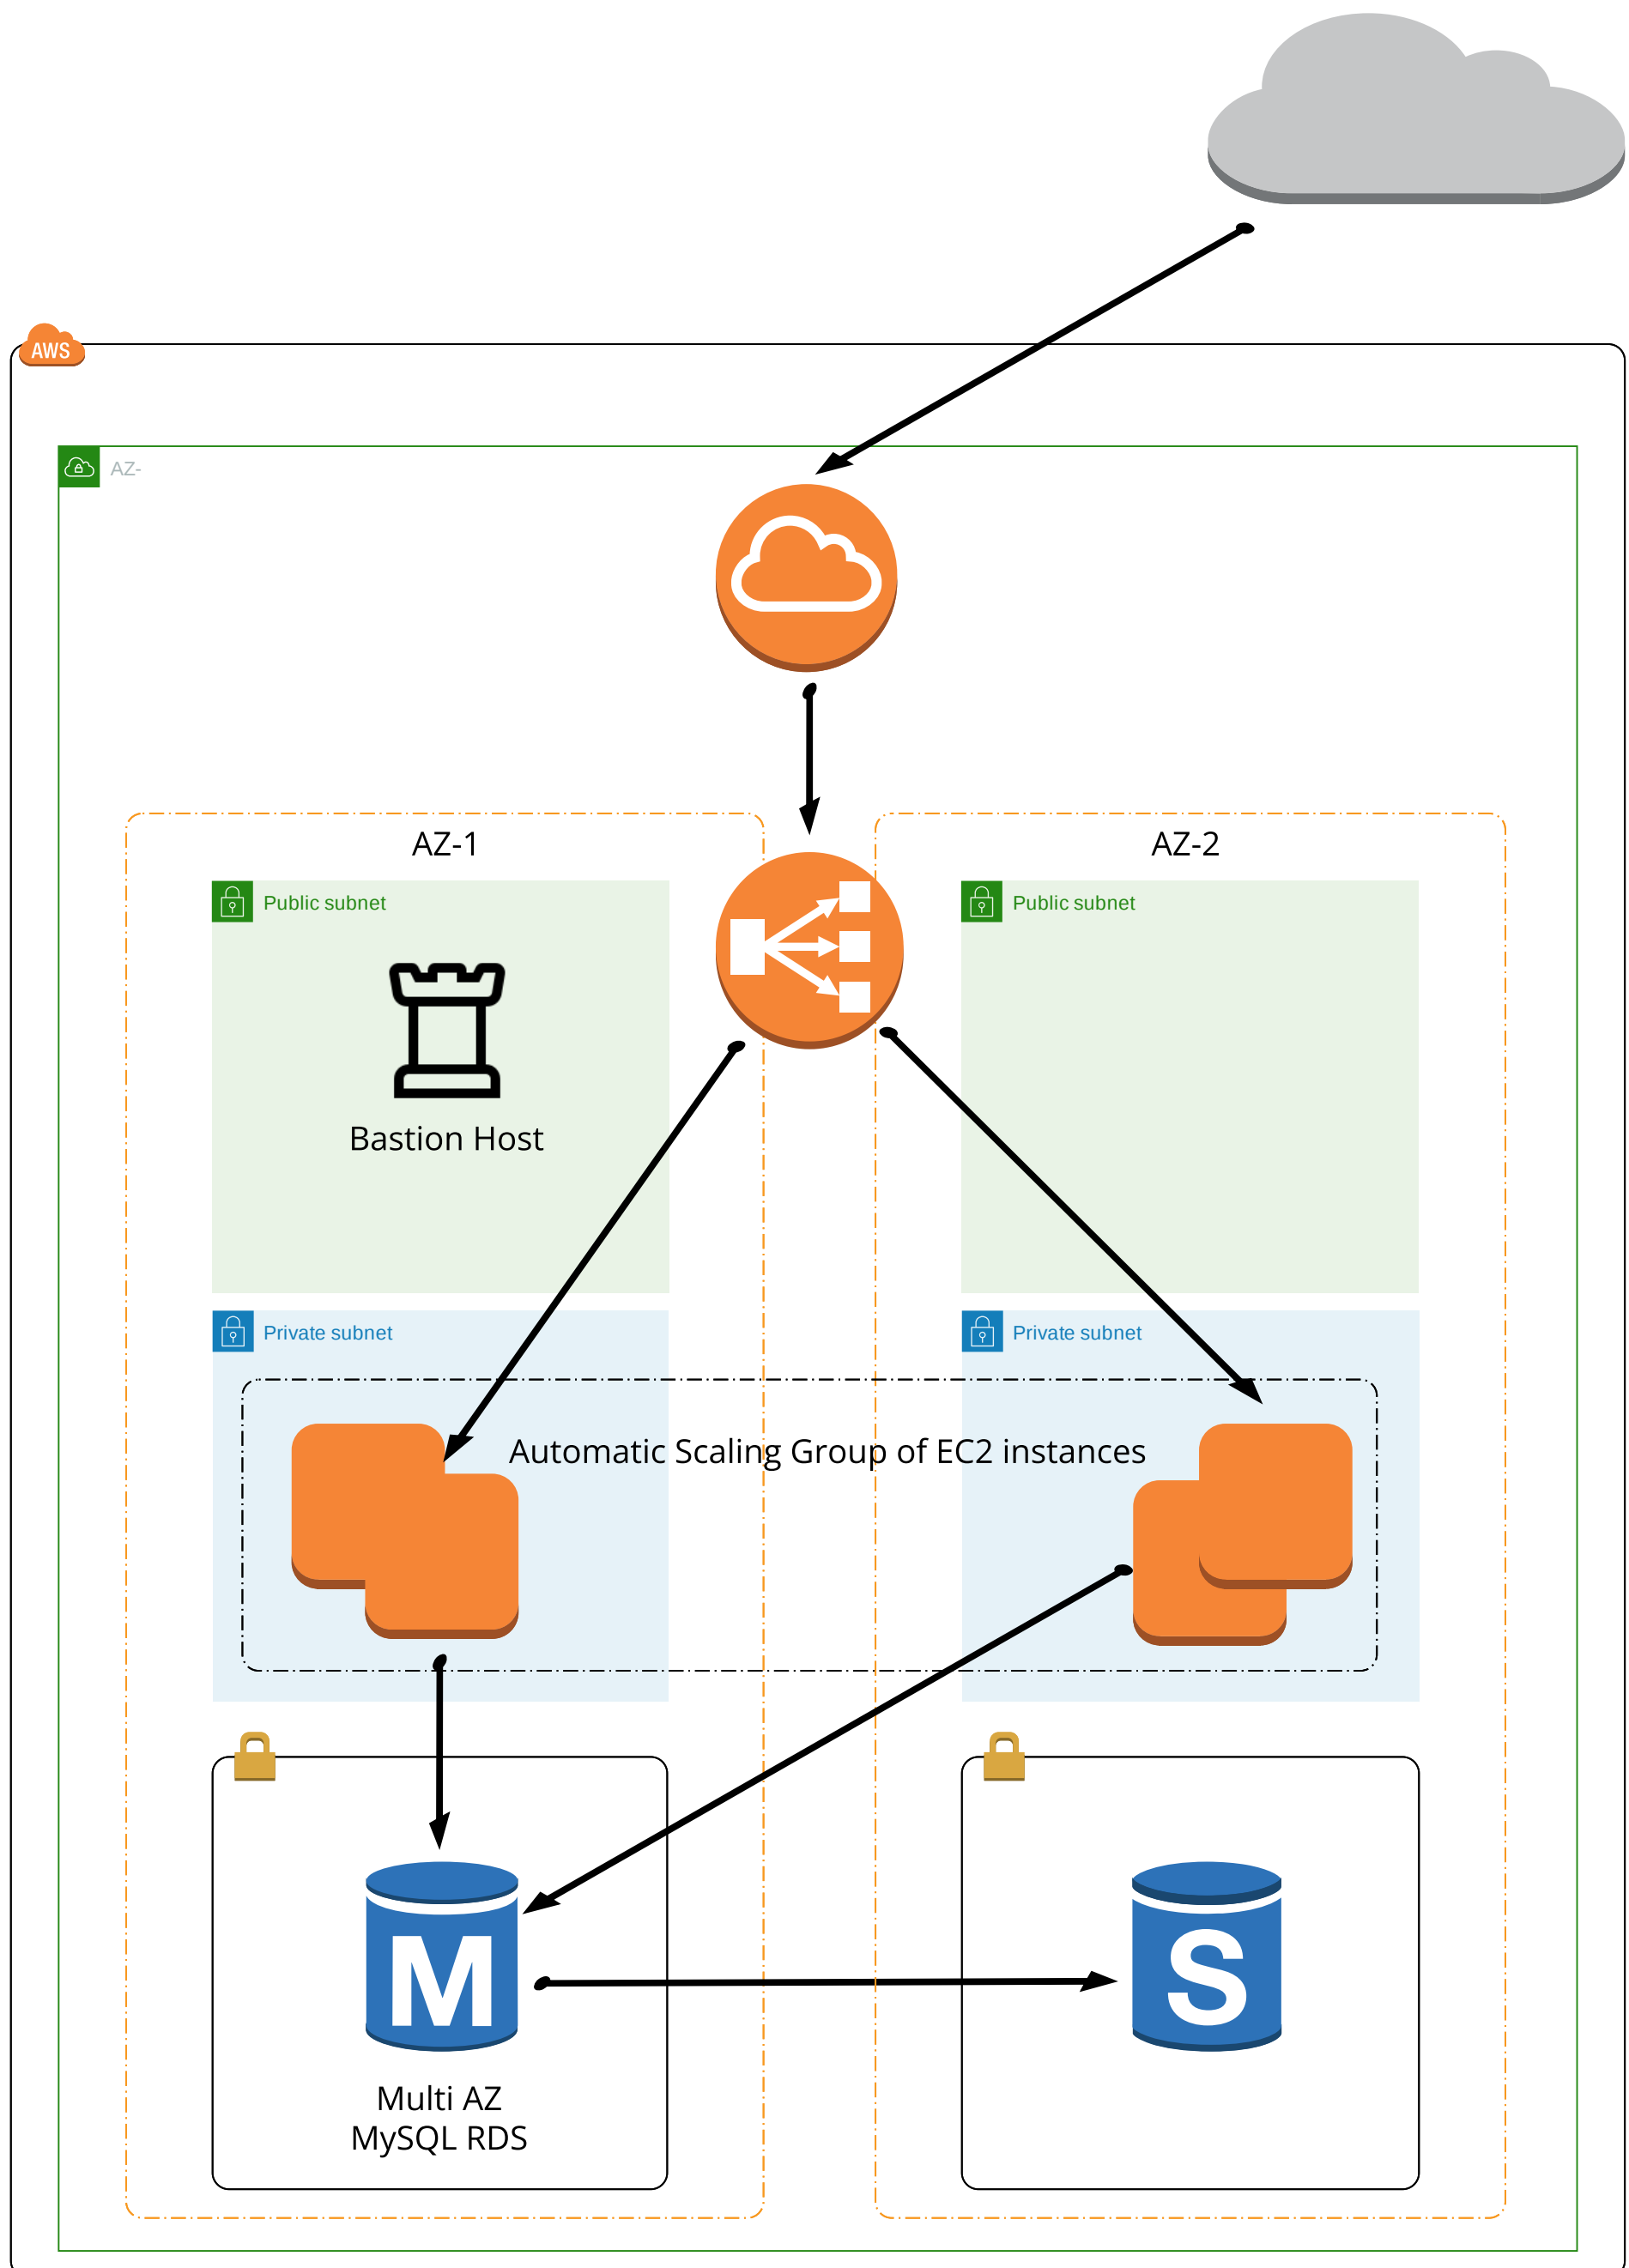 AWS
AZ-
AZ-1
AZ-2
Public subnet
Public subnet
Bastion Host
Private subnet
Private subnet
Automatic Scaling Group of EC2 instances
M
S
Multi AZ
MySQL RDS